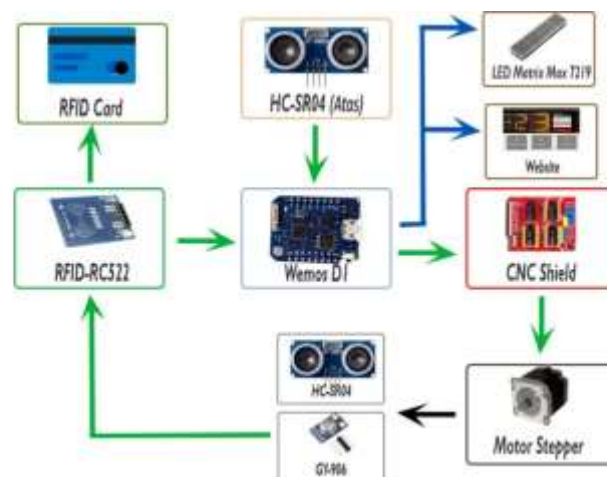 RFID Card
HC-SR04 (Atas)
LED Matrix Max 7219
23
Website
RFID-RC522
Wemos D1
CNC Shield
HC-SR04
GY-906
Motor Stepper